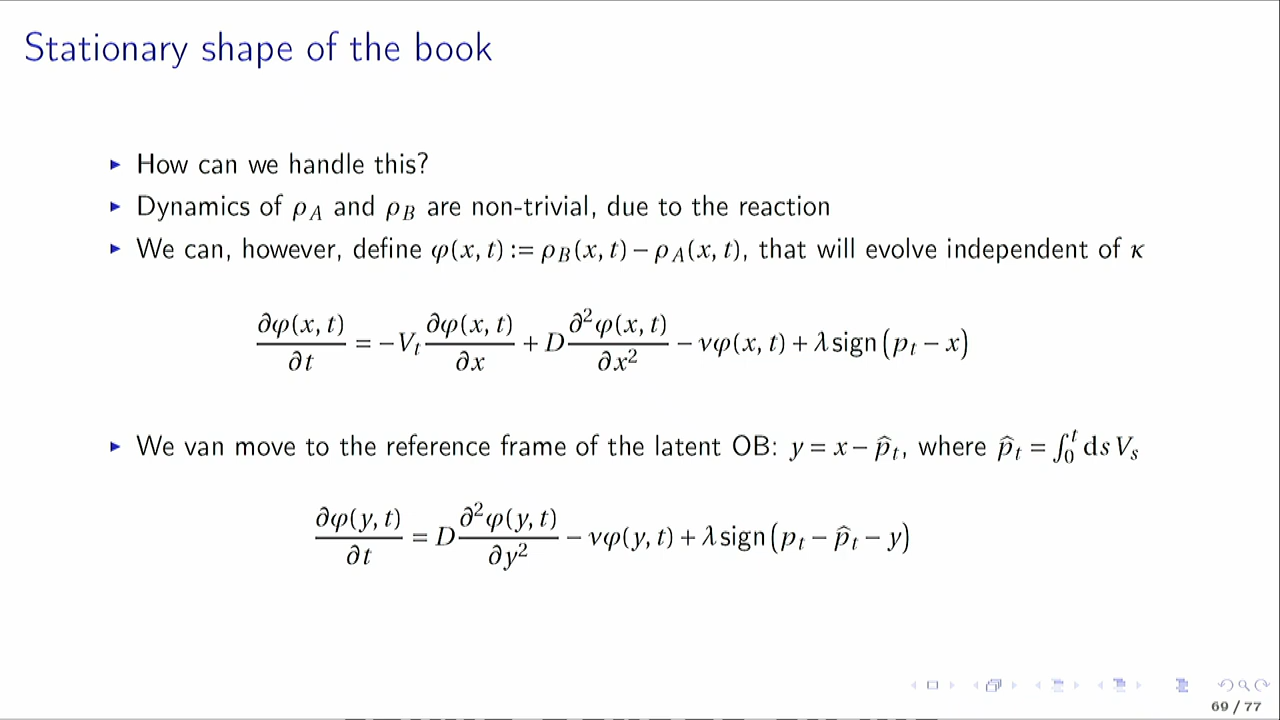 Stationary shape of the book
▸ How can we handle this?
▸ Dynamics of ρ_A and ρ_B are non-trivial, due to the reaction
▸ We can, however, define φ(x, t) := ρ_B(x, t) − ρ_A(x, t), that will evolve independent of κ
∂φ(x, t)/∂t = −V_t ∂φ(x, t)/∂x + D ∂²φ(x, t)/∂x² − νφ(x, t) + λ sign(p_t − x)
▸ We van move to the reference frame of the latent OB: y = x − p̂_t, where p̂_t = ∫₀ᵗ ds V_s
∂φ(y, t)/∂t = D ∂²φ(y, t)/∂y² − νφ(y, t) + λ sign(p_t − p̂_t − y)
69 / 77